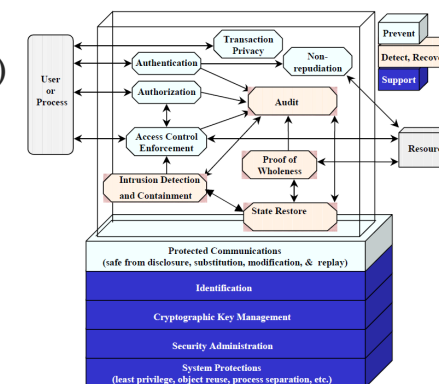 )
User
or
Process
Transaction
Privacy
Non-
repudiation
Prevent
Detect, Recove
Support
Authentication
Authorization
Audit
Access Control
Enforcement
Proof of
Wholeness
Resourc
Intrusion Detection
and Containment
State Restore
Protected Communications
(safe from disclosure, substitution, modification, & replay)
Identification
Cryptographic Key Management
Security Administration
System Protections
(least privilege, object reuse, process separation, etc.)